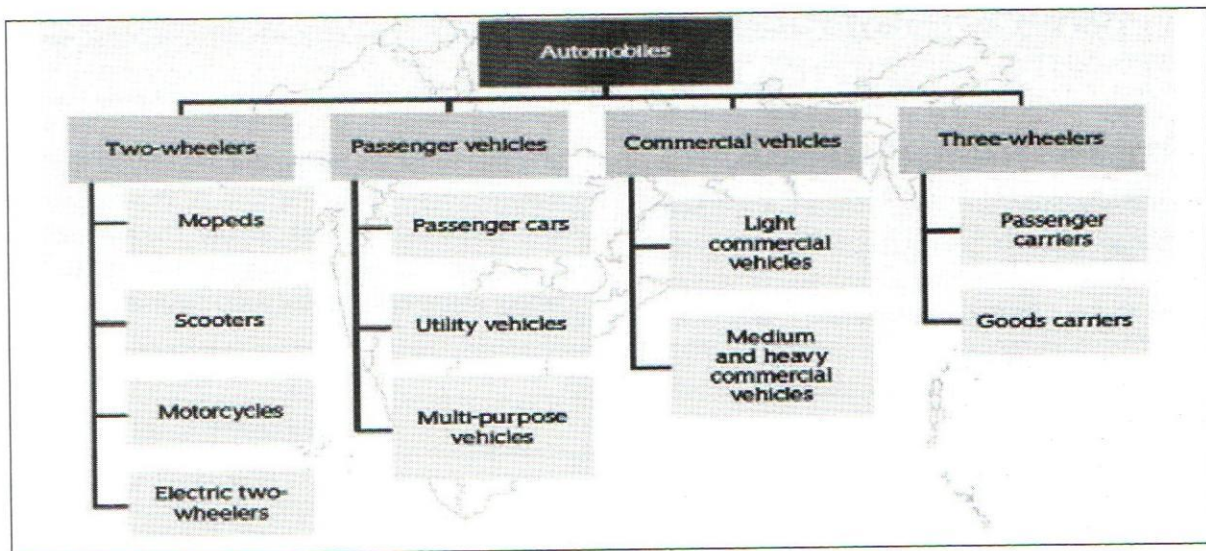 Automobiles
Two-wheelers
Mopeds
Scooters
Motorcycles
Electric two-
wheelers
Passenger vehicles
Passenger cars
Utility vehicles
Multi-purpose
vehicles
Commercial vehicles
Light
commercial
vehicles
Medium
and heavy
commercial
vehicles
Three-wheelers
Passenger
carriers
Goods carriers